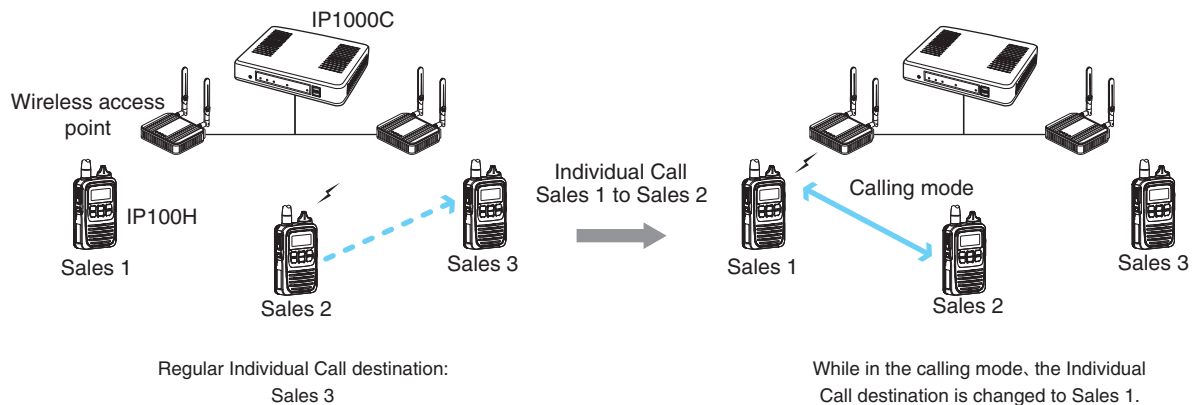 IP1000C
Wireless access
point
IP100H
Sales 1
Sales 2
Sales 3
Regular Individual Call destination:
Sales 3
Individual Call
Sales 1 to Sales 2
Calling mode
Sales 1
Sales 2
Sales 3
While in the calling mode、the Individual
Call destination is changed to Sales 1.